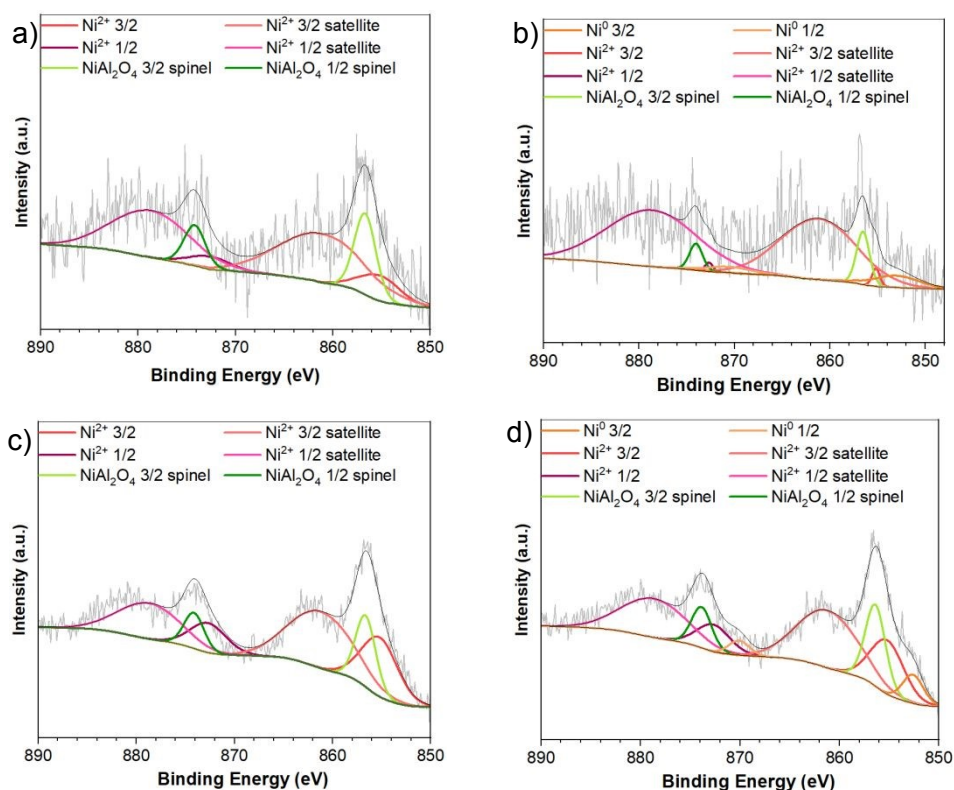 a)
Ni²⁺ 3/2 Ni²⁺ 3/2 satellite
Ni²⁺ 1/2 Ni²⁺ 1/2 satellite
NiAl₂O₄ 3/2 spinel NiAl₂O₄ 1/2 spinel
Intensity (a.u.)
890 880 870 860 850
Binding Energy (eV)
b)
Ni⁰ 3/2 Ni⁰ 1/2
Ni²⁺ 3/2 Ni²⁺ 3/2 satellite
Ni²⁺ 1/2 Ni²⁺ 1/2 satellite
NiAl₂O₄ 3/2 spinel NiAl₂O₄ 1/2 spinel
Intensity (a.u.)
890 880 870 860 850
Binding Energy (eV)
c)
Ni²⁺ 3/2 Ni²⁺ 3/2 satellite
Ni²⁺ 1/2 Ni²⁺ 1/2 satellite
NiAl₂O₄ 3/2 spinel NiAl₂O₄ 1/2 spinel
Intensity (a.u.)
890 880 870 860 850
Binding Energy (eV)
d)
Ni⁰ 3/2 Ni⁰ 1/2
Ni²⁺ 3/2 Ni²⁺ 3/2 satellite
Ni²⁺ 1/2 Ni²⁺ 1/2 satellite
NiAl₂O₄ 3/2 spinel NiAl₂O₄ 1/2 spinel
Intensity (a.u.)
890 880 870 860 850
Binding Energy (eV)